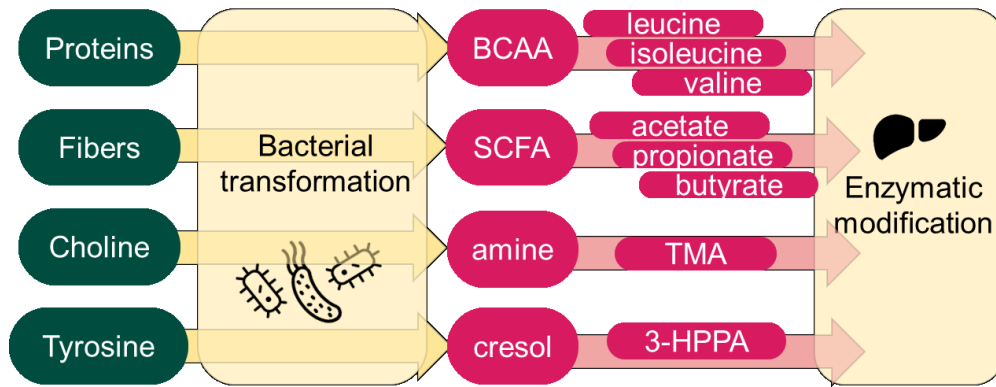 Proteins
BCAA
leucine
isoleucine
valine
Fibers
Bacterial
transformation
SCFA
acetate
propionate
butyrate
Enzymatic
modification
Choline
amine
TMA
Tyrosine
cresol
3-HPPA